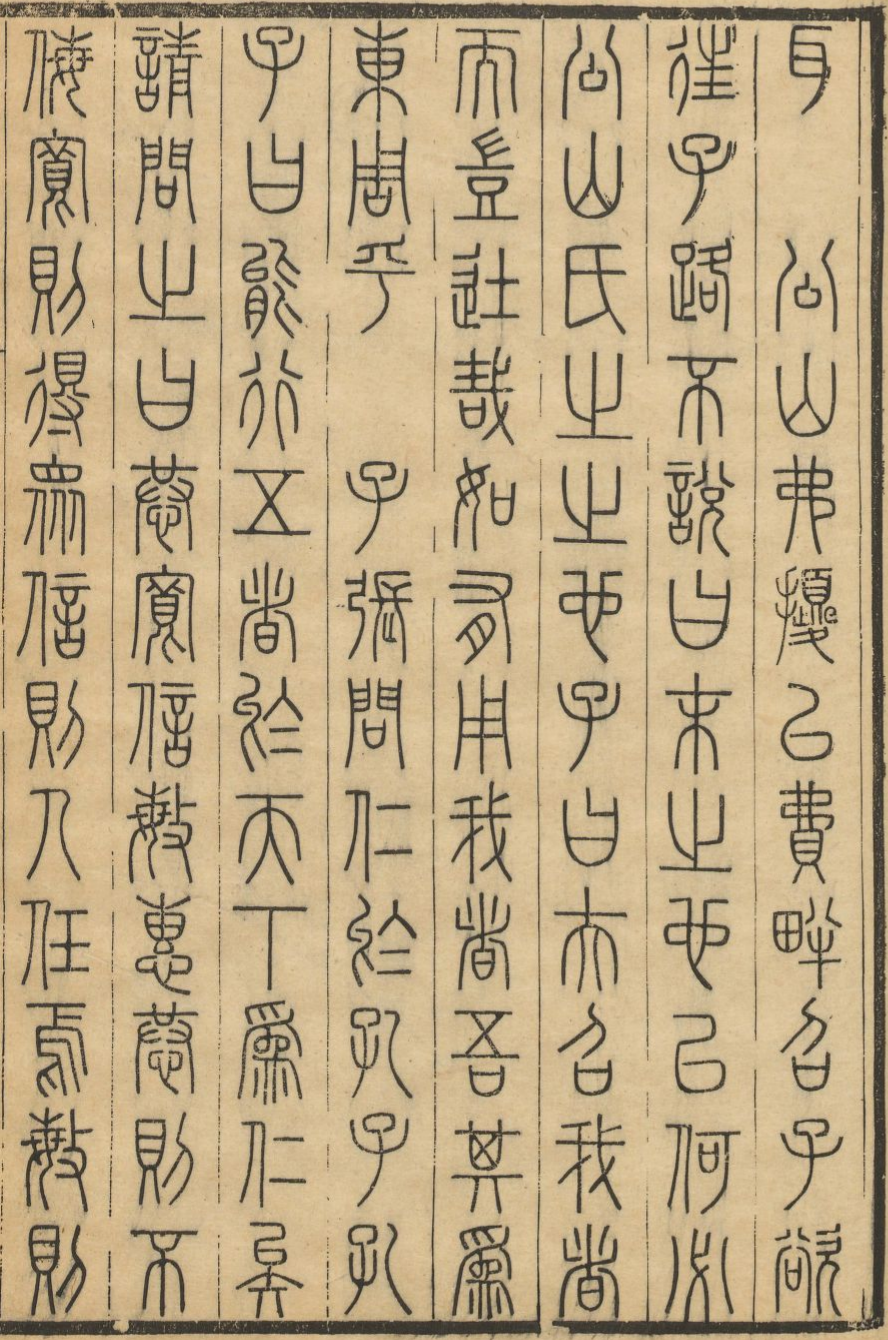 耳　公山弗擾以費畔召子欲
往子路不說曰末之也已何必
公山氏之之也子曰夫召我者
而豈徒哉如有用我者吾其爲
東周乎　子張問仁於孔子孔
子曰能行五者於天下爲仁矣
請問之曰恭寬信敏惠恭則不
侮寬則得眾信則人任焉敏則